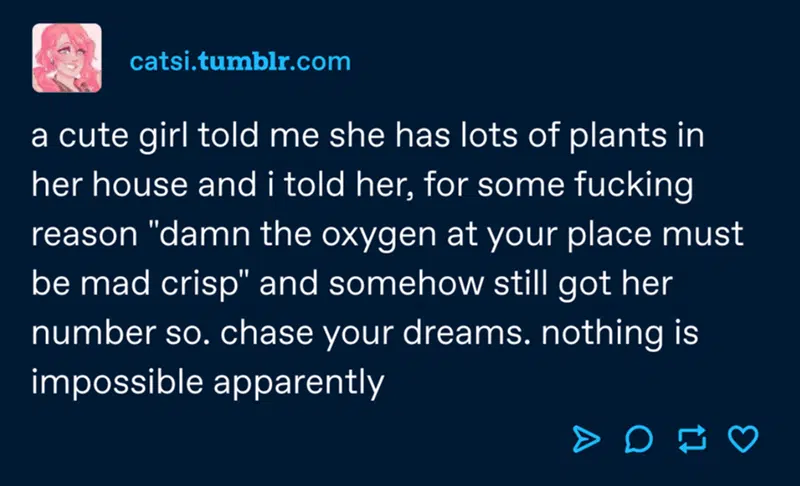 catsi.tumblr.com
a cute girl told me she has lots of plants in
her house and i told her, for some fucking
reason "damn the oxygen at your place must
be mad crisp" and somehow still got her
number so. chase your dreams. nothing is
impossible apparently